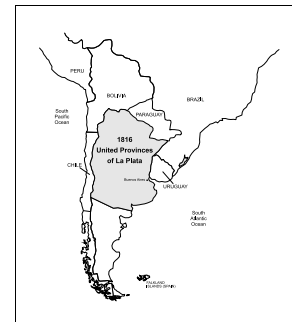 PERU
BOLIVIA
BRAZIL
South
Pacific
Ocean
PARAGUAY
1816
United Provinces
of La Plata
CHILE
Buenos Aires
URUGUAY
South
Atlantic
Ocean
FALKLAND
ISLANDS (SPAIN)